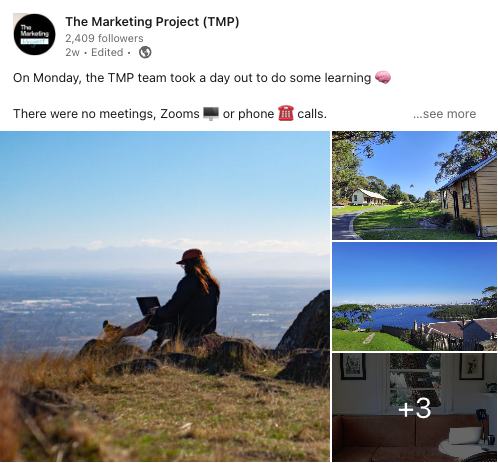 The Marketing Project (TMP)
2,409 followers
2w • Edited •
On Monday, the TMP team took a day out to do some learning 🧠
There were no meetings, Zooms 🖥️ or phone ☎️ calls.
...see more
The
Marketing
Project
+3